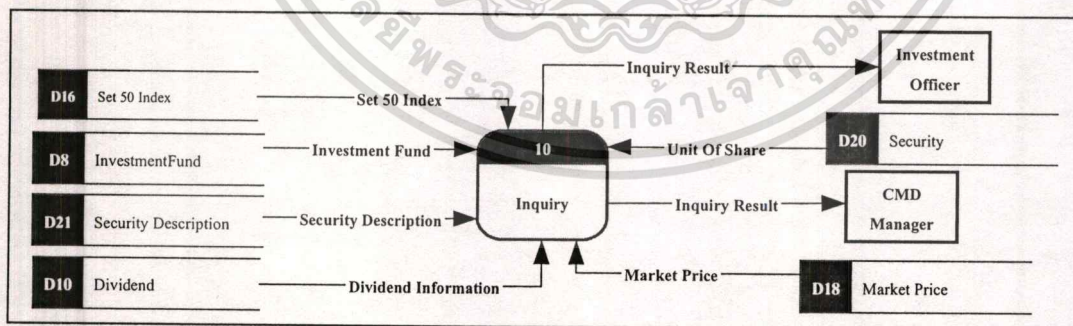 Inquiry Result
Investment
Officer
D16 Set 50 Index
Set 50 Index
D8 InvestmentFund
Investment Fund
10
Unit Of Share
D20 Security
D21 Security Description
Security Description
Inquiry
Inquiry Result
CMD
Manager
D10 Dividend
Dividend Information
Market Price
D18 Market Price